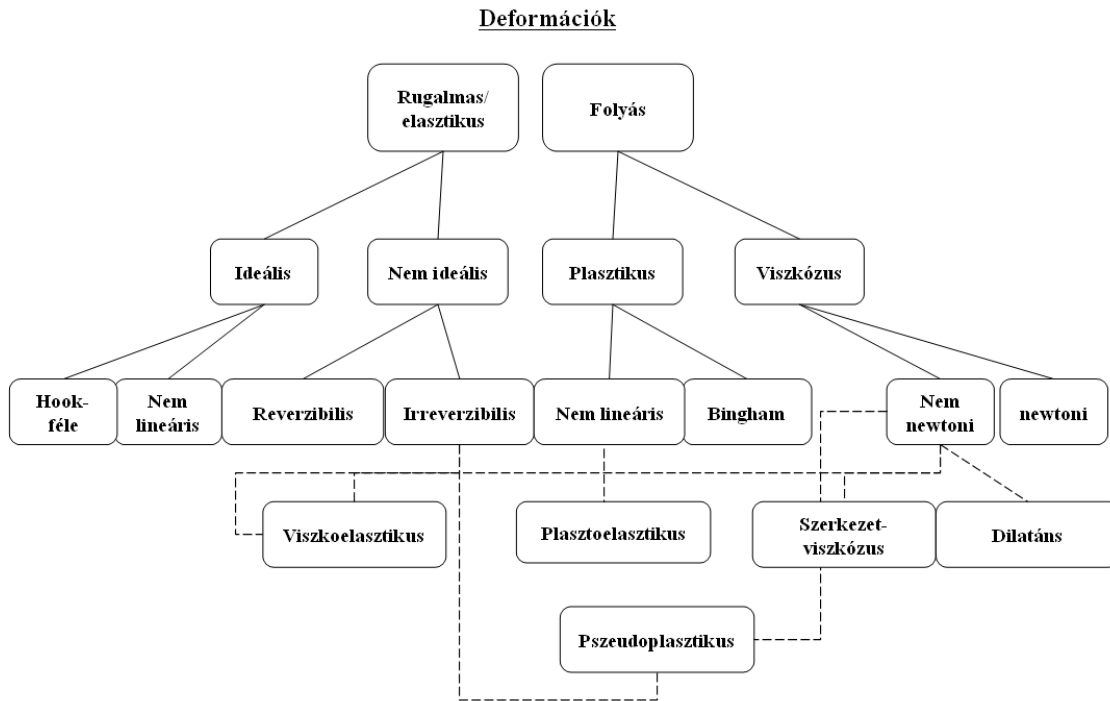 Deformációk
Rugalmas/
elasztikus
Folyás
Ideális
Nem ideális
Plasztikus
Viszkózus
Hook-
féle
Nem
lineáris
Reverzibilis
Irreverzibilis
Nem lineáris
Bingham
Nem
newtoni
newtoni
Viszkoelasztikus
Plasztoelasztikus
Szerkezet-
viszkózus
Dilatáns
Pszeudoplasztikus